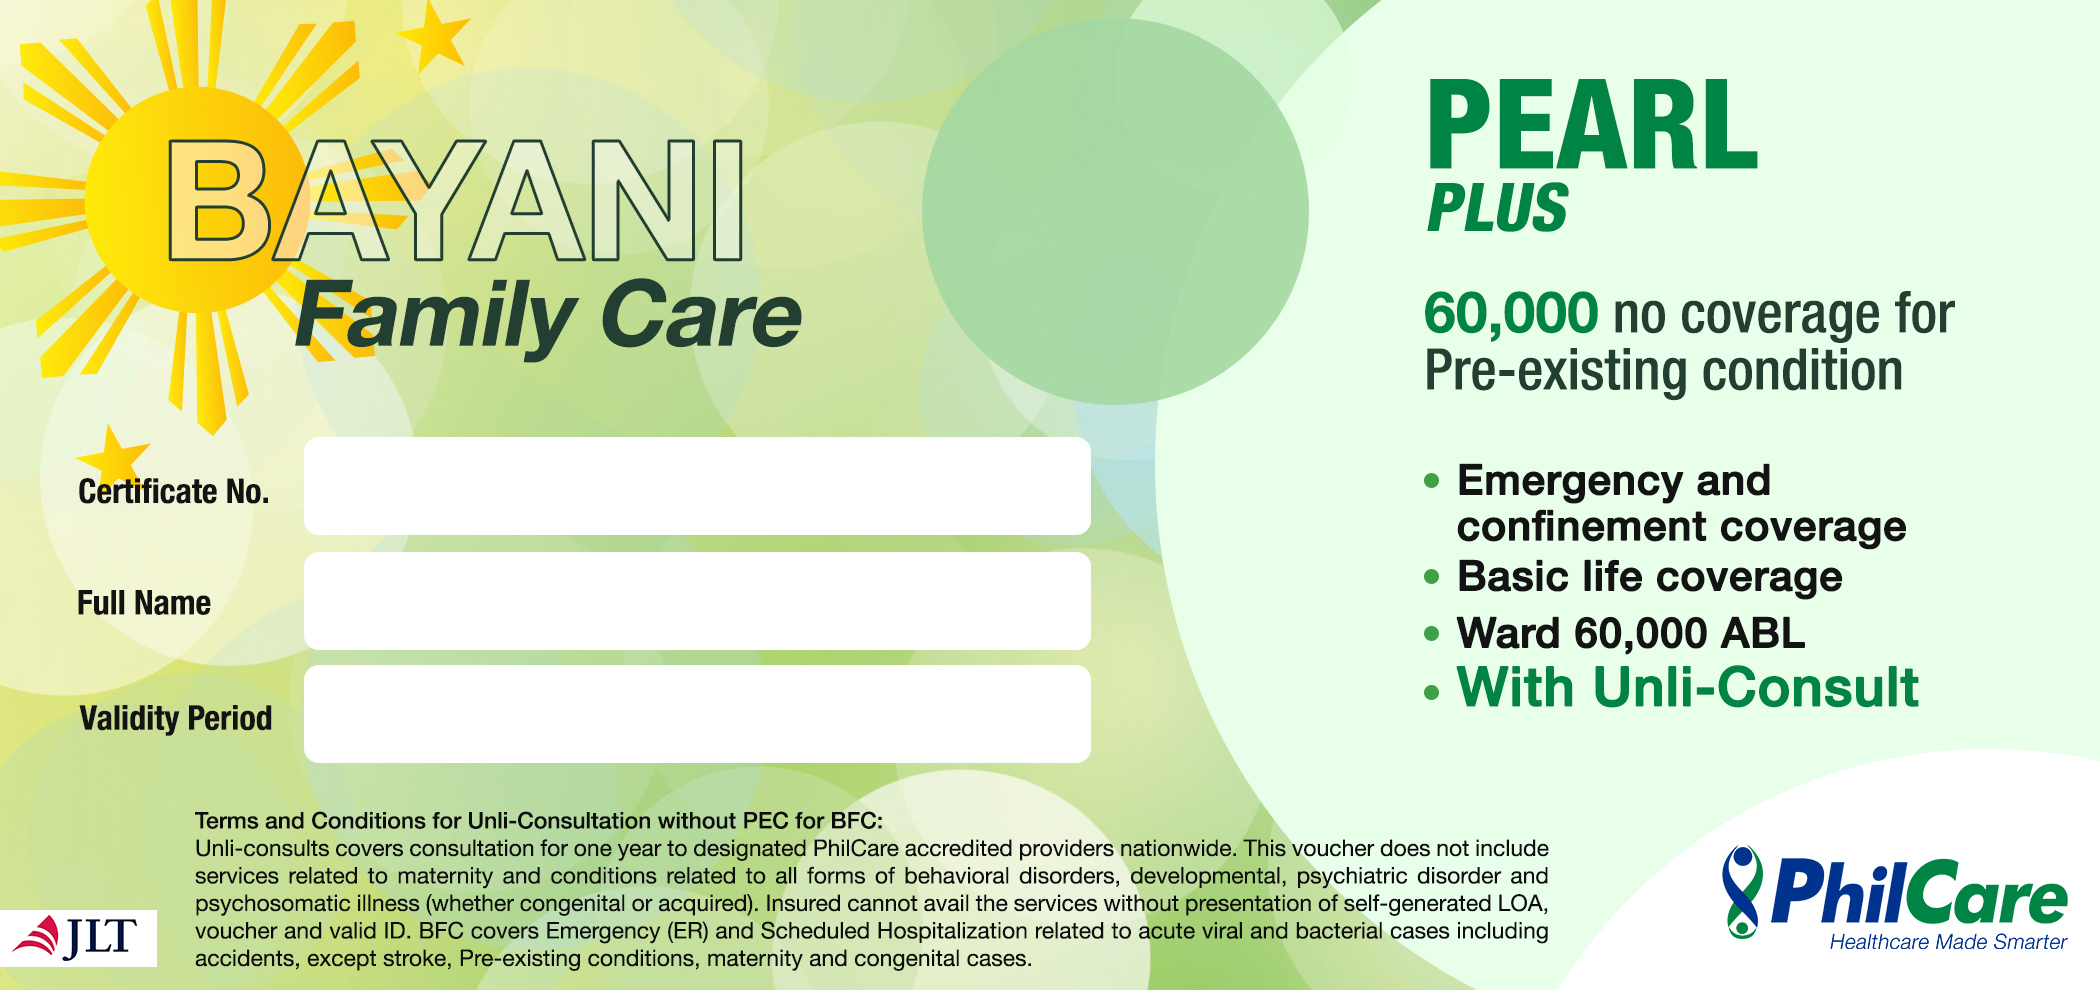 BAYANI
Family Care
Certificate No.
Full Name
Validity Period
PEARL
PLUS
60,000 no coverage for
Pre-existing condition
• Emergency and
confinement coverage
• Basic life coverage
• Ward 60,000 ABL
• With Unli-Consult
Terms and Conditions for Unli-Consultation without PEC for BFC:
Unli-consults covers consultation for one year to designated PhilCare accredited providers nationwide. This voucher does not include
services related to maternity and conditions related to all forms of behavioral disorders, developmental, psychiatric disorder and
psychosomatic illness (whether congenital or acquired). Insured cannot avail the services without presentation of self-generated LOA,
voucher and valid ID. BFC covers Emergency (ER) and Scheduled Hospitalization related to acute viral and bacterial cases including
accidents, except stroke, Pre-existing conditions, maternity and congenital cases.
JLT
PhilCare
Healthcare Made Smarter